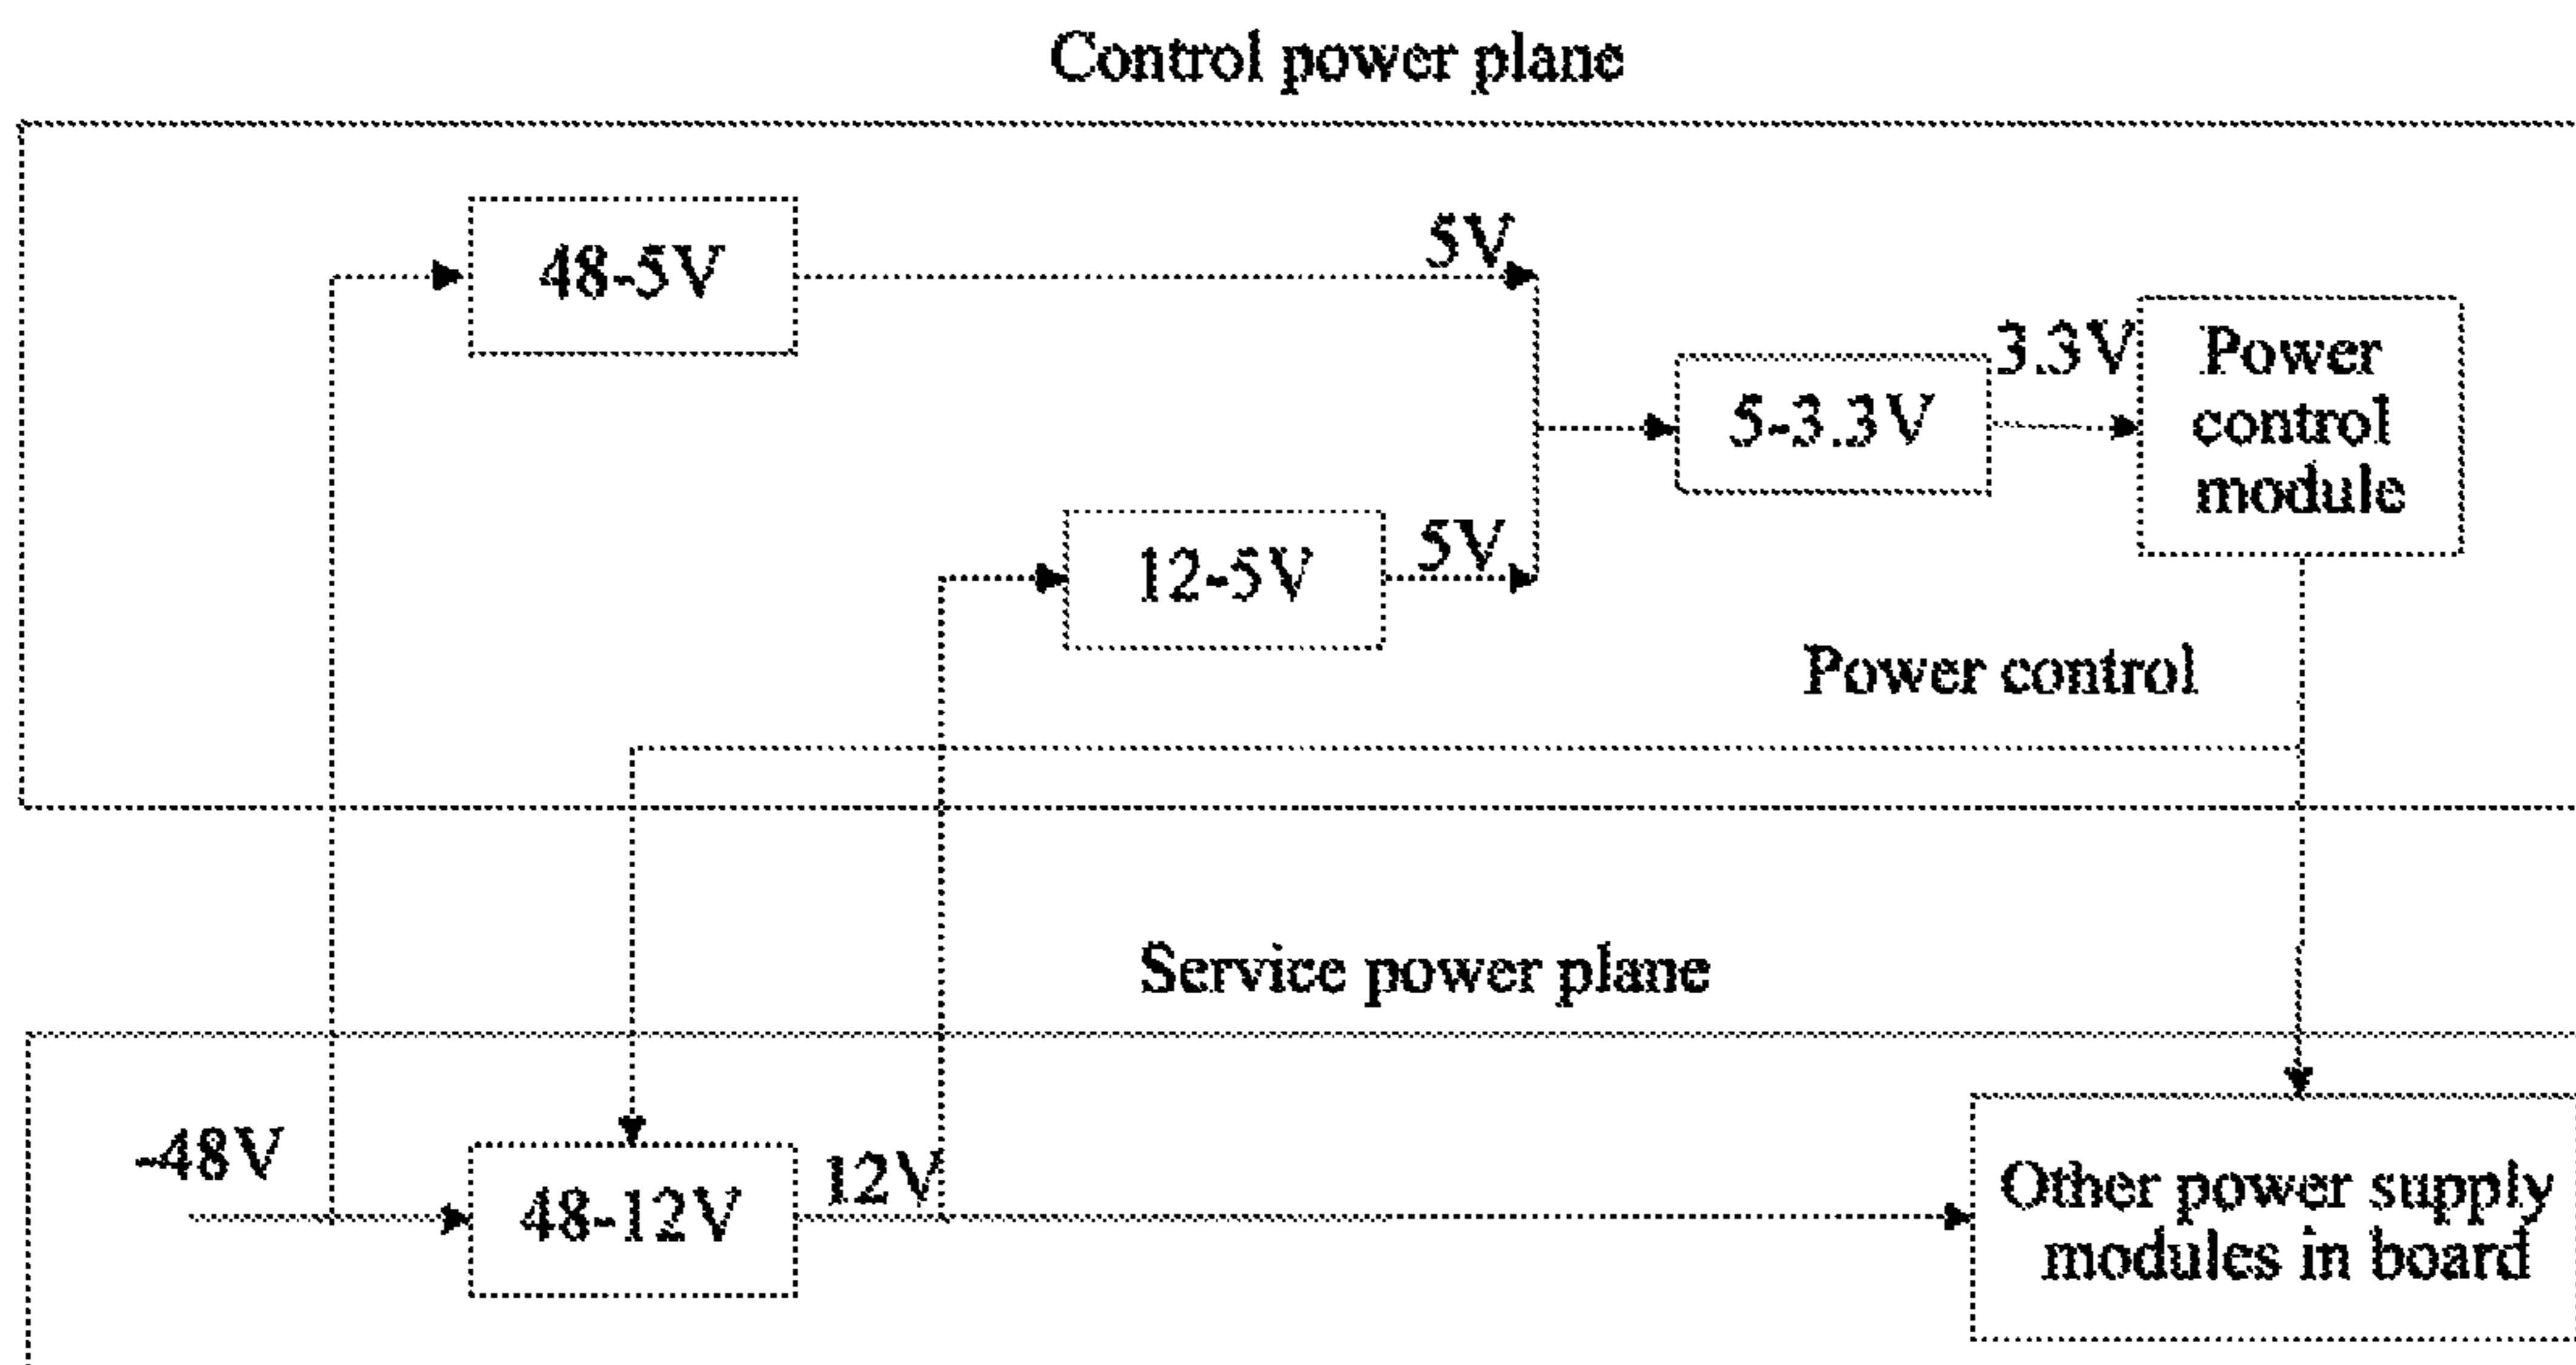 Control power plane
48-5V
5V
12-5V
5V
5-3.3V
3.3V
Power
control
module
Power control
Service power plane
-48V
48-12V
12V
Other power supply
modules in board